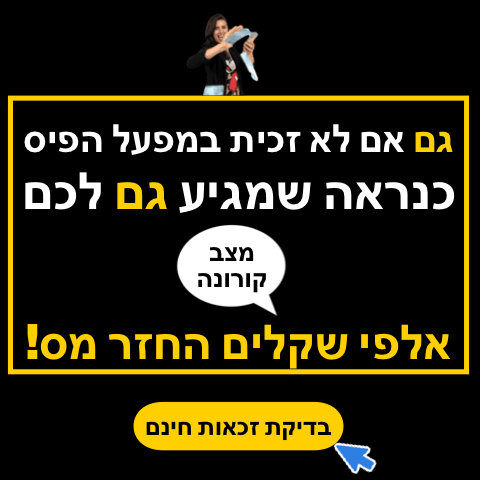 גם אם לא זכית במפעל הפיס
כנראה שמגיע גם לכם
מצב
קורונה
אלפי שקלים החזר מס!
בדיקת זכאות חינם